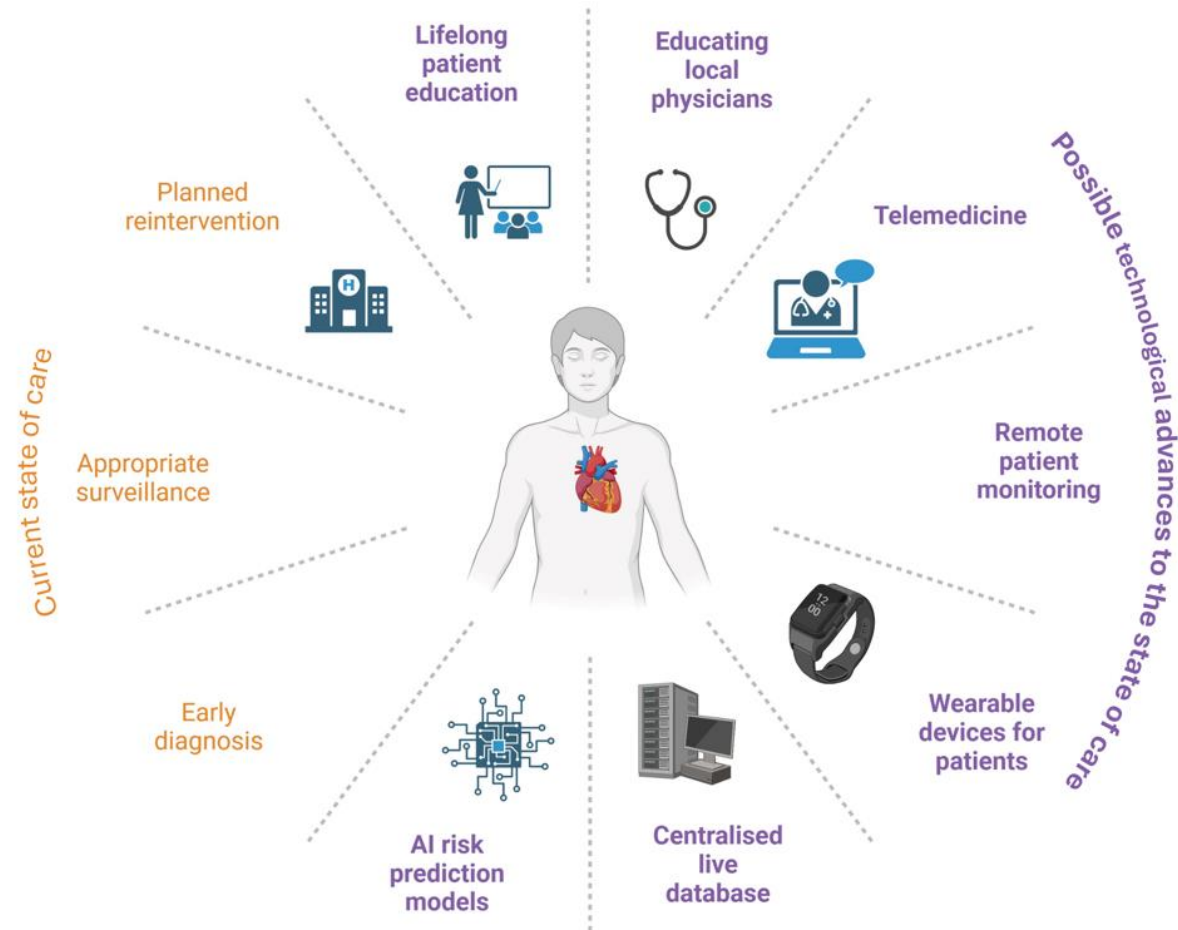 Lifelong
patient
education
Educating
local
physicians
Planned
reintervention
Telemedicine
H
Possible technological advances to the state of care
Current state of care
Appropriate
surveillance
Remote
patient
monitoring
12
00
Early
diagnosis
Wearable
devices for
patients
AI risk
prediction
models
Centralised
live
database